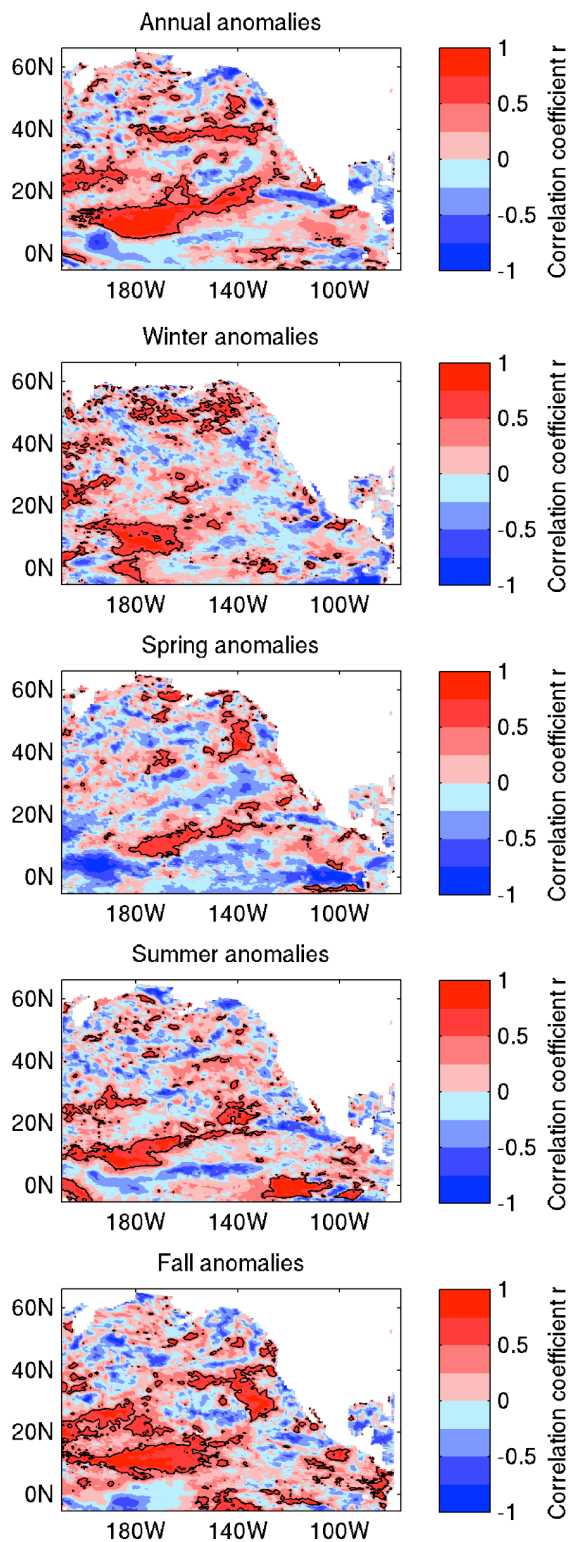 Annual anomalies
60N
40N
20N
0N
180W 140W 100W
1
0.5
0
-0.5
-1
Correlation coefficient r
Winter anomalies
60N
40N
20N
0N
180W 140W 100W
1
0.5
0
-0.5
-1
Correlation coefficient r
Spring anomalies
60N
40N
20N
0N
180W 140W 100W
1
0.5
0
-0.5
-1
Correlation coefficient r
Summer anomalies
60N
40N
20N
0N
180W 140W 100W
1
0.5
0
-0.5
-1
Correlation coefficient r
Fall anomalies
60N
40N
20N
0N
180W 140W 100W
1
0.5
0
-0.5
-1
Correlation coefficient r